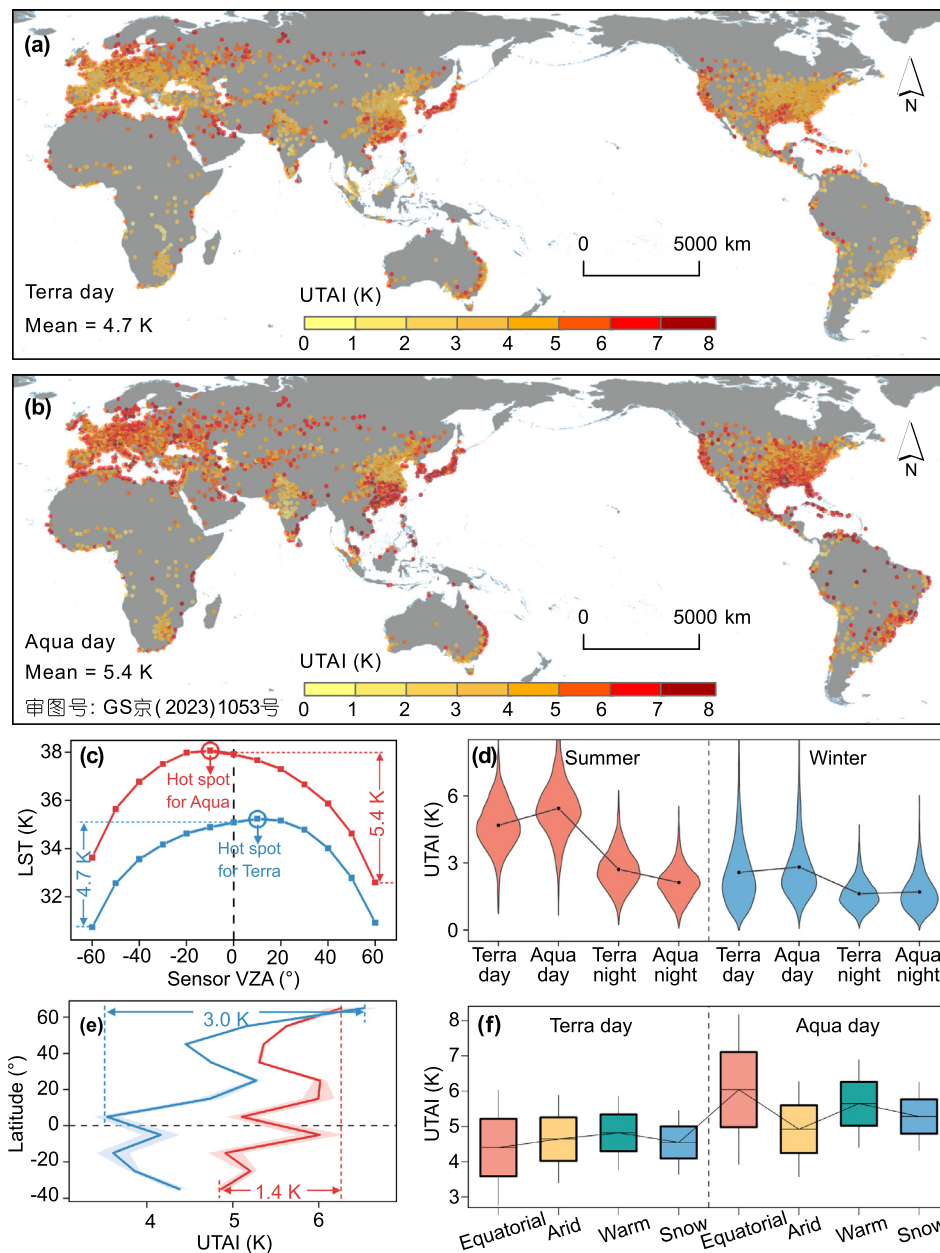 (a)
N
0 5000 km
Terra day
Mean = 4.7 K
UTAI (K)
0 1 2 3 4 5 6 7 8
(b)
N
0 5000 km
Aqua day
Mean = 5.4 K
UTAI (K)
0 1 2 3 4 5 6 7 8
审图号: GS京(2023)1053号
(c)
38
36
34
32
LST (K)
Hot spot
for Aqua
Hot spot
for Terra
4.7 K
5.4 K
-60 -40 -20 0 20 40 60
Sensor VZA (°)
(d)
Summer Winter
6
3
0
UTAI (K)
Terra day Aqua day Terra night Aqua night Terra day Aqua day Terra night Aqua night
(e)
60
40
20
0
-20
-40
Latitude (°)
3.0 K
1.4 K
4 5 6
UTAI (K)
(f)
Terra day Aqua day
8
7
6
5
4
3
UTAI (K)
Equatorial Arid Warm Snow Equatorial Arid Warm Snow